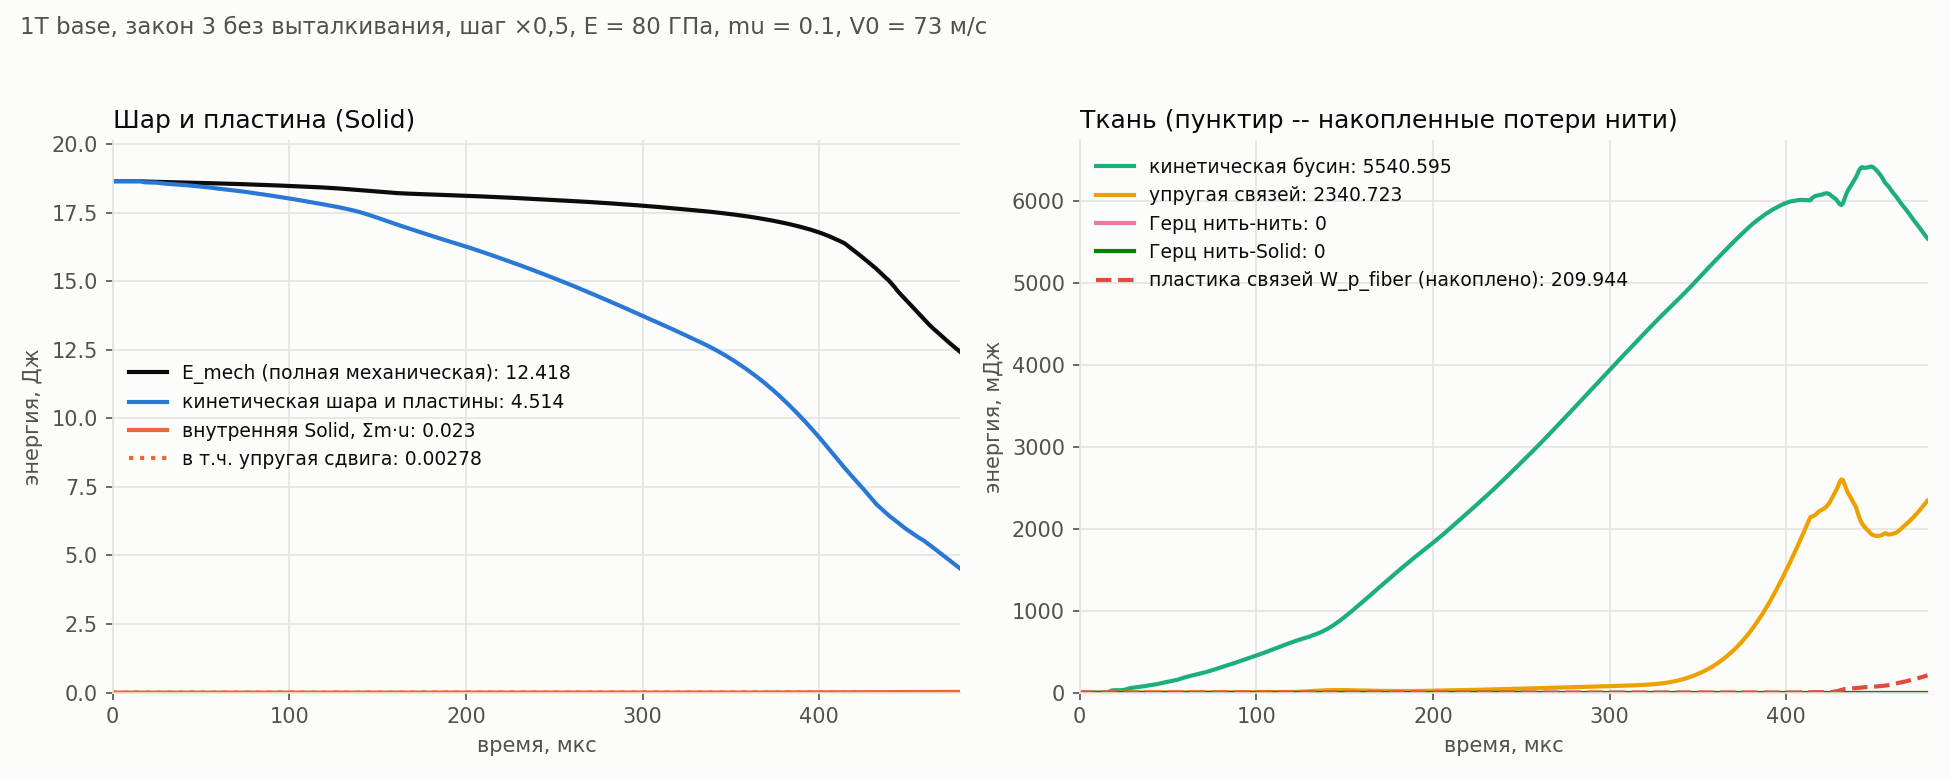 1T base, закон 3 без выталкивания, шаг ×0,5, E = 80 ГПа, mu = 0.1, V0 = 73 м/с
Шар и пластина (Solid)
20.0
17.5
15.0
12.5
10.0
7.5
5.0
2.5
0.0
энергия, Дж
E_mech (полная механическая): 12.418
кинетическая шара и пластины: 4.514
внутренняя Solid, Σm·u: 0.023
в т.ч. упругая сдвига: 0.00278
0
100
200
300
400
время, мкс
Ткань (пунктир -- накопленные потери нити)
6000
5000
4000
3000
2000
1000
0
энергия, мДж
кинетическая бусин: 5540.595
упругая связей: 2340.723
Герц нить-нить: 0
Герц нить-Solid: 0
пластика связей W_p_fiber (накоплено): 209.944
0
100
200
300
400
время, мкс